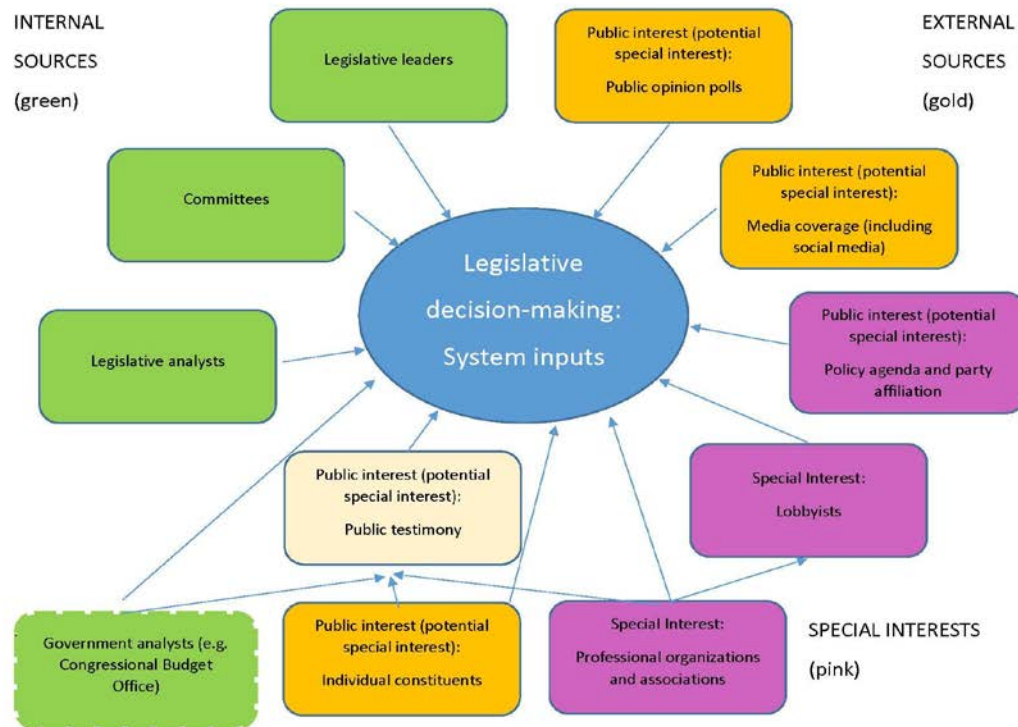 INTERNAL
SOURCES
(green)
Legislative leaders
Public interest (potential
special interest):
Public opinion polls
EXTERNAL
SOURCES
(gold)
Committees
Public interest (potential
special interest):
Media coverage (including
social media)
Legislative
decision-making:
System inputs
Legislative analysts
Public interest (potential
special interest):
Policy agenda and party
affiliation
Public interest (potential
special interest):
Public testimony
Special Interest:
Lobbyists
Government analysts (e.g.
Congressional Budget
Office)
Public interest (potential
special interest):
Individual constituents
Special Interest:
Professional organizations
and associations
SPECIAL INTERESTS
(pink)